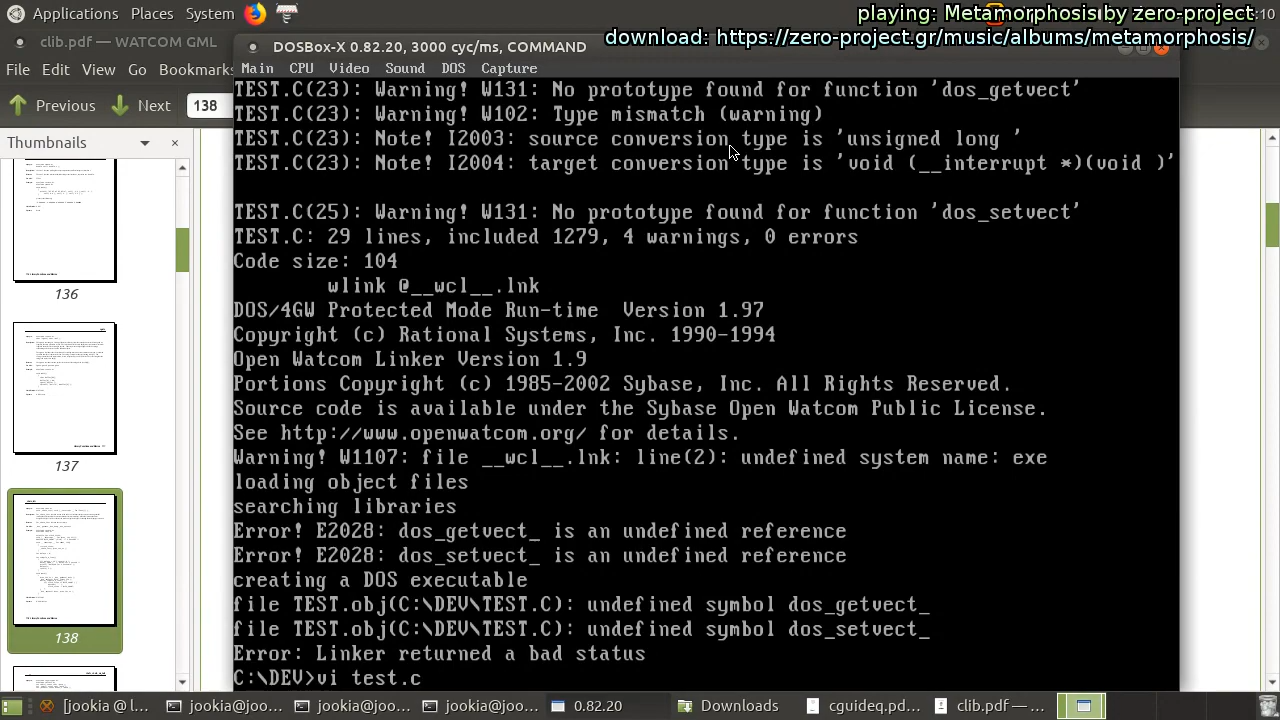 Applications Places System
playing: Metamorphosis by zero-project
:10
clib.pdf — WATCOM GML
download: https://zero-project.gr/music/albums/metamorphosis/
DOSBox-X 0.82.20, 3000 cyc/ms, COMMAND
File Edit View Go Bookmarks
Main CPU Video Sound DOS Capture
Previous Next 138
Thumbnails
136
137
138
TEST.C(23): Warning! W131: No prototype found for function 'dos_getvect'
TEST.C(23): Warning! W102: Type mismatch (warning)
TEST.C(23): Note! I2003: source conversion type is 'unsigned long '
TEST.C(23): Note! I2004: target conversion type is 'void (__interrupt *)(void )'
TEST.C(25): Warning! W131: No prototype found for function 'dos_setvect'
TEST.C: 29 lines, included 1279, 4 warnings, 0 errors
Code size: 104
wlink @__wcl__.lnk
DOS/4GW Protected Mode Run-time  Version 1.97
Copyright (c) Rational Systems, Inc. 1990-1994
Open Watcom Linker Version 1.9
Portions Copyright (c) 1985-2002 Sybase, Inc. All Rights Reserved.
Source code is available under the Sybase Open Watcom Public License.
See http://www.openwatcom.org/ for details.
Warning! W1107: file __wcl__.lnk: line(2): undefined system name: exe
loading object files
searching libraries
Error! E2028: dos_getvect_ is an undefined reference
Error! E2028: dos_setvect_ is an undefined reference
creating a DOS executable
file TEST.obj(C:\DEV\TEST.C): undefined symbol dos_getvect_
file TEST.obj(C:\DEV\TEST.C): undefined symbol dos_setvect_
Error: Linker returned a bad status
C:\DEV>vi test.c
[jookia @ l... jookia@joo... jookia@joo... jookia@joo... 0.82.20 Downloads cguideq.pd... clib.pdf — ...